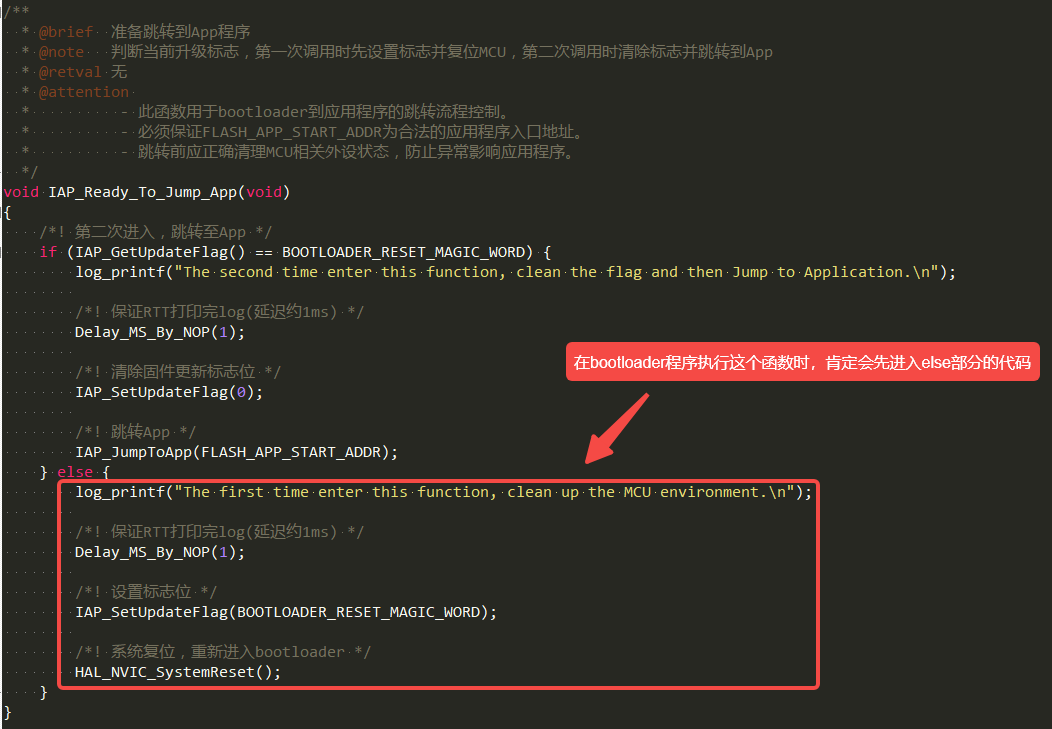 /**
* @brief 准备跳转到App程序
* @note 判断当前升级标志，第一次调用时先设置标志并复位MCU，第二次调用时清除标志并跳转到App
* @retval 无
* @attention
* - 此函数用于bootloader到应用程序的跳转流程控制。
* - 必须保证FLASH_APP_START_ADDR为合法的应用程序入口地址。
* - 跳转前应正确清理MCU相关外设状态，防止异常影响应用程序。
*/
void IAP_Ready_To_Jump_App(void)
{
/*! 第二次进入，跳转至App */
if (IAP_GetUpdateFlag() == BOOTLOADER_RESET_MAGIC_WORD) {
log_printf("The second time enter this function, clean the flag and then Jump to Application.\n");
/*! 保证RTT打印完log(延迟约1ms) */
Delay_MS_By_NOP(1);
在bootloader程序执行这个函数时，肯定会先进入else部分的代码
/*! 清除固件更新标志位 */
IAP_SetUpdateFlag(0);
/*! 跳转App */
IAP_JumpToApp(FLASH_APP_START_ADDR);
} else {
log_printf("The first time enter this function, clean up the MCU environment.\n");
/*! 保证RTT打印完log(延迟约1ms) */
Delay_MS_By_NOP(1);
/*! 设置标志位 */
IAP_SetUpdateFlag(BOOTLOADER_RESET_MAGIC_WORD);
/*! 系统复位，重新进入bootloader */
HAL_NVIC_SystemReset();
}
}